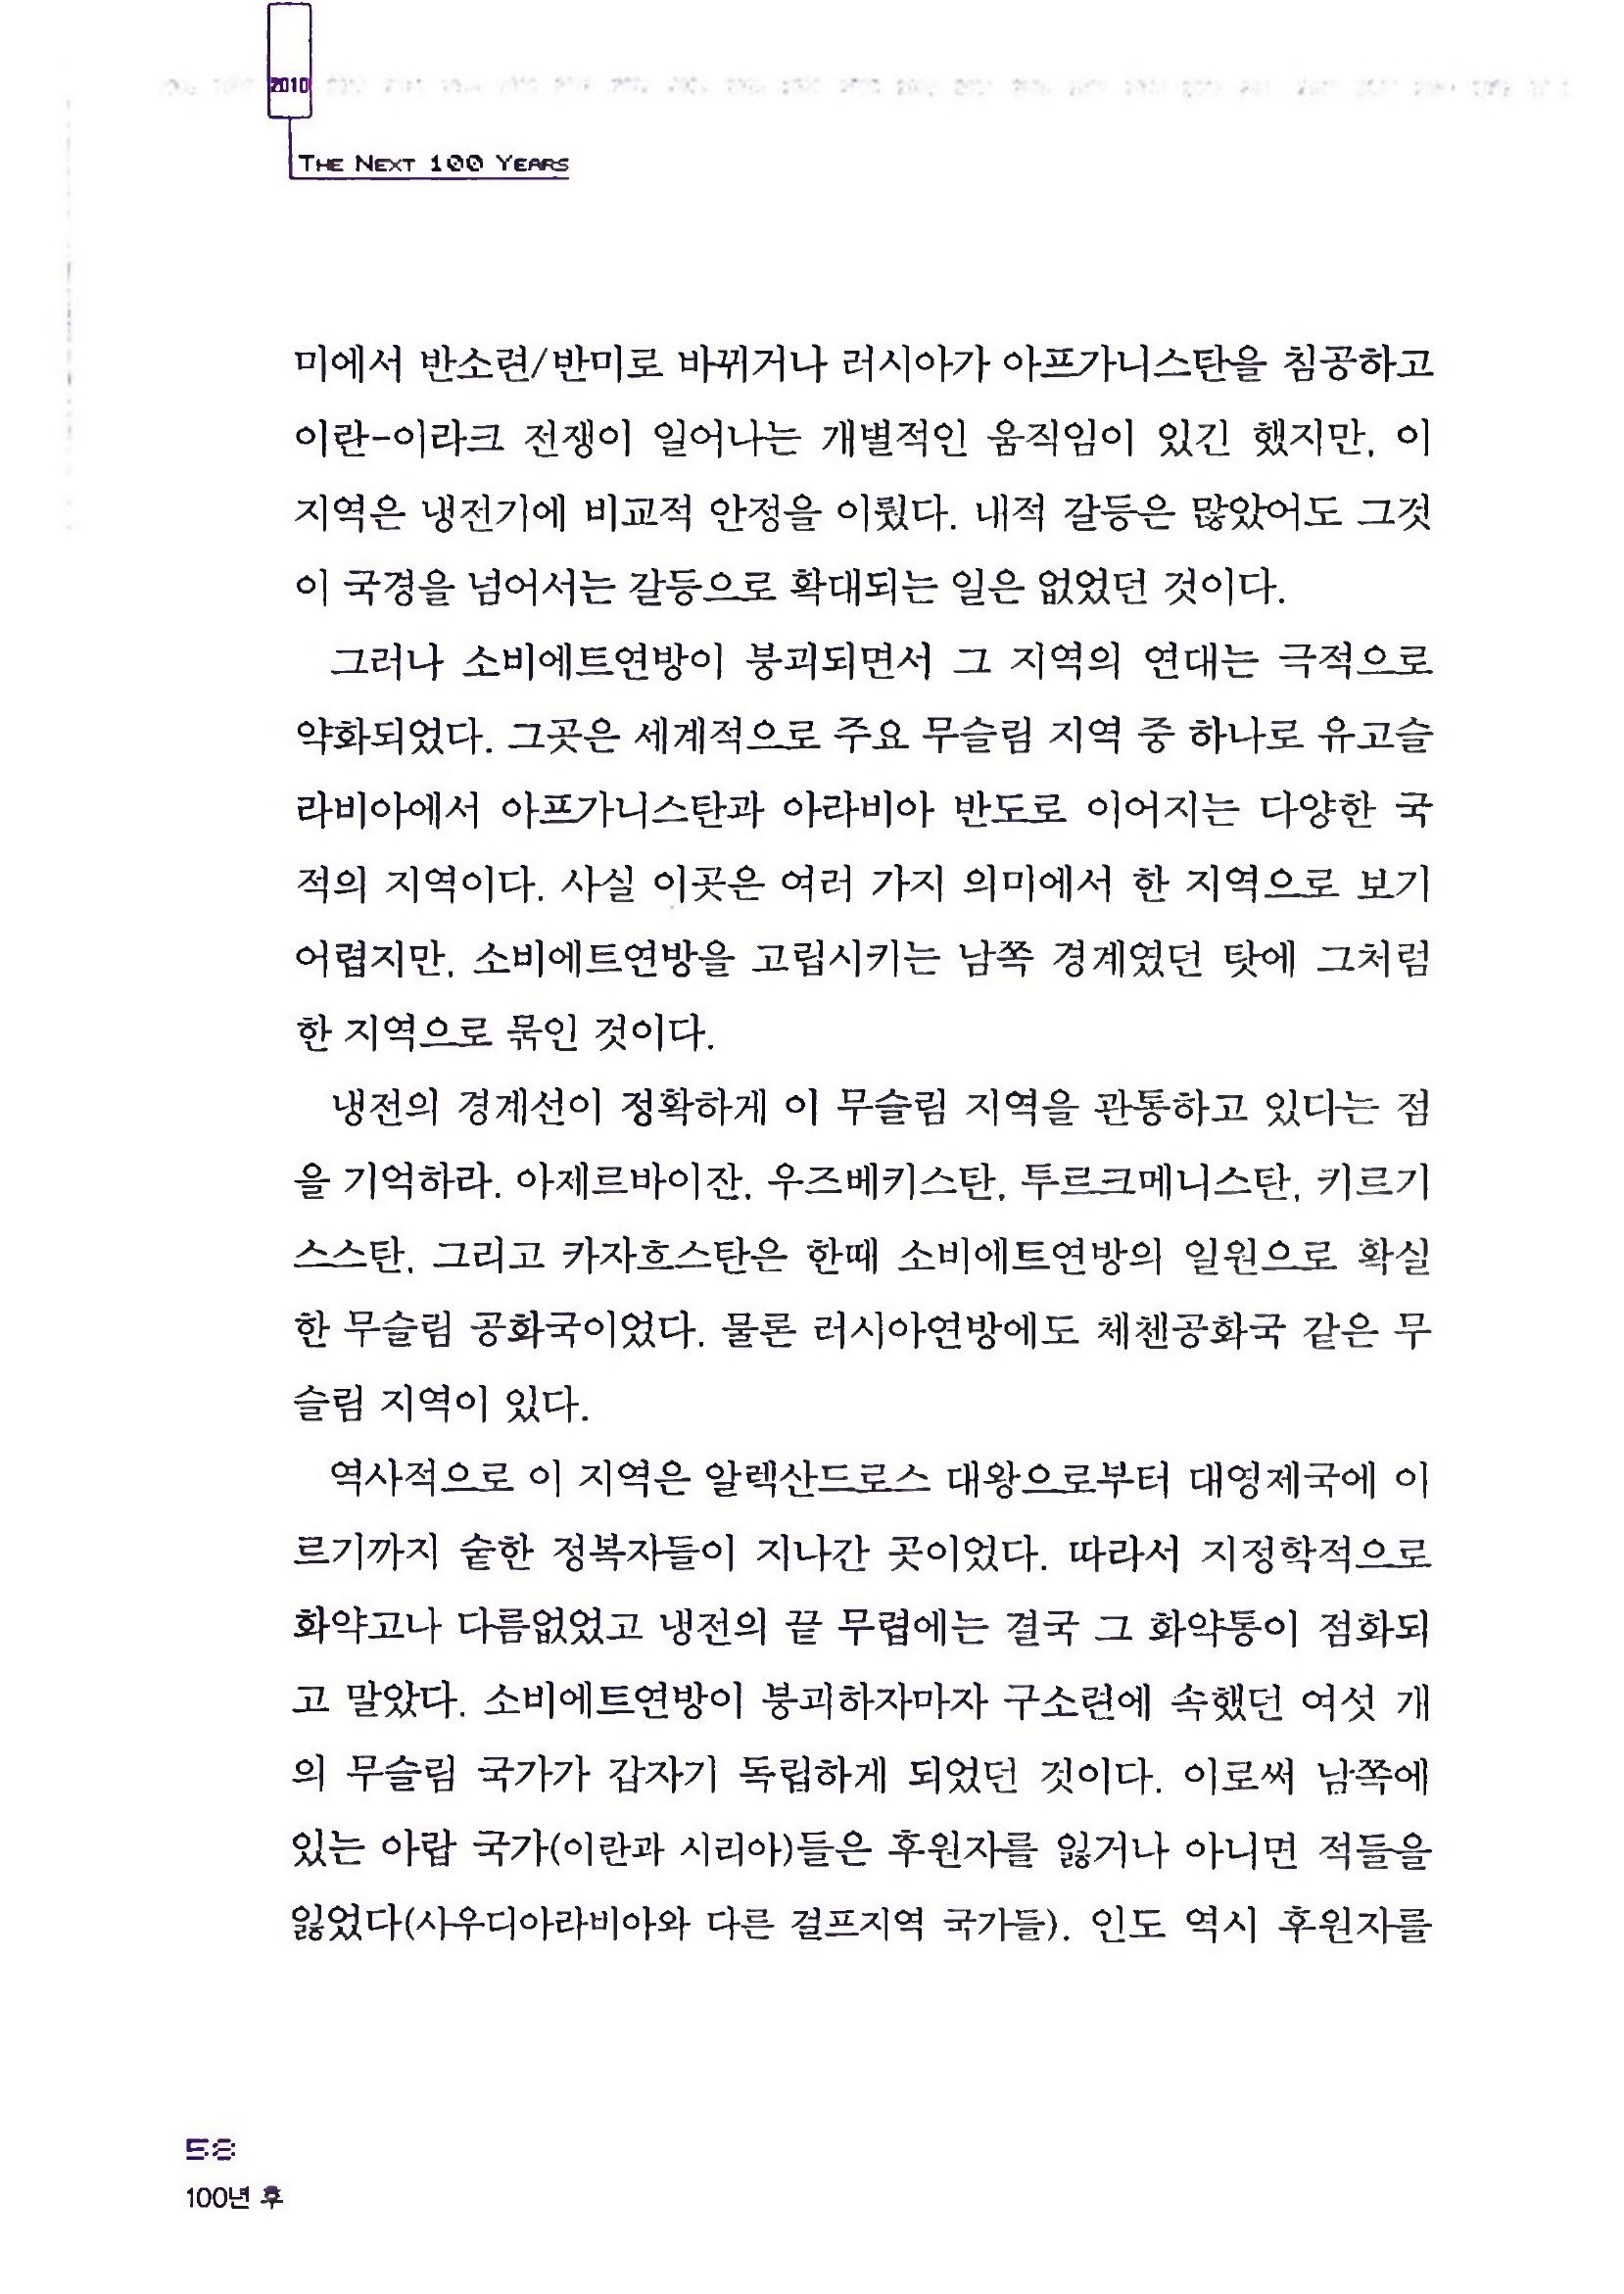 2010
THE NEXT 100 YEARS
미에서 반소련/반미로 바뀌거나 러시아가 아프가니스탄을 침공하고
이란-이라크 전쟁이 일어나는 개별적인 움직임이 있긴 했지만, 이
지역은 냉전기에 비교적 안정을 이뤘다. 내적 갈등은 많았어도 그것
이 국경을 넘어서는 갈등으로 확대되는 일은 없었던 것이다.
그러나 소비에트연방이 붕괴되면서 그 지역의 연대는 극적으로
약화되었다. 그곳은 세계적으로 주요 무슬림 지역 중 하나로 유고슬
라비아에서 아프가니스탄과 아라비아 반도로 이어지는 다양한 국
적의 지역이다. 사실 이곳은 여러 가지 의미에서 한 지역으로 보기
어렵지만, 소비에트연방을 고립시키는 남쪽 경계였던 탓에 그처럼
한 지역으로 묶인 것이다.
냉전의 경계선이 정확하게 이 무슬림 지역을 관통하고 있다는 점
을 기억하라. 아제르바이잔, 우즈베키스탄, 투르크메니스탄, 키르기
스스탄, 그리고 카자흐스탄은 한때 소비에트연방의 일원으로 확실
한 무슬림 공화국이었다. 물론 러시아연방에도 체첸공화국 같은 무
슬림 지역이 있다.
역사적으로 이 지역은 알렉산드로스 대왕으로부터 대영제국에 이
르기까지 숱한 정복자들이 지나간 곳이었다. 따라서 지정학적으로
화약고나 다름없었고 냉전의 끝 무렵에는 결국 그 화약통이 점화되
고 말았다. 소비에트연방이 붕괴하자마자 구소련에 속했던 여섯 개
의 무슬림 국가가 갑자기 독립하게 되었던 것이다. 이로써 남쪽에
있는 아랍 국가(이란과 시리아)들은 후원자를 잃거나 아니면 적들을
잃었다(사우디아라비아와 다른 걸프지역 국가들). 인도 역시 후원자를
58
100년 후